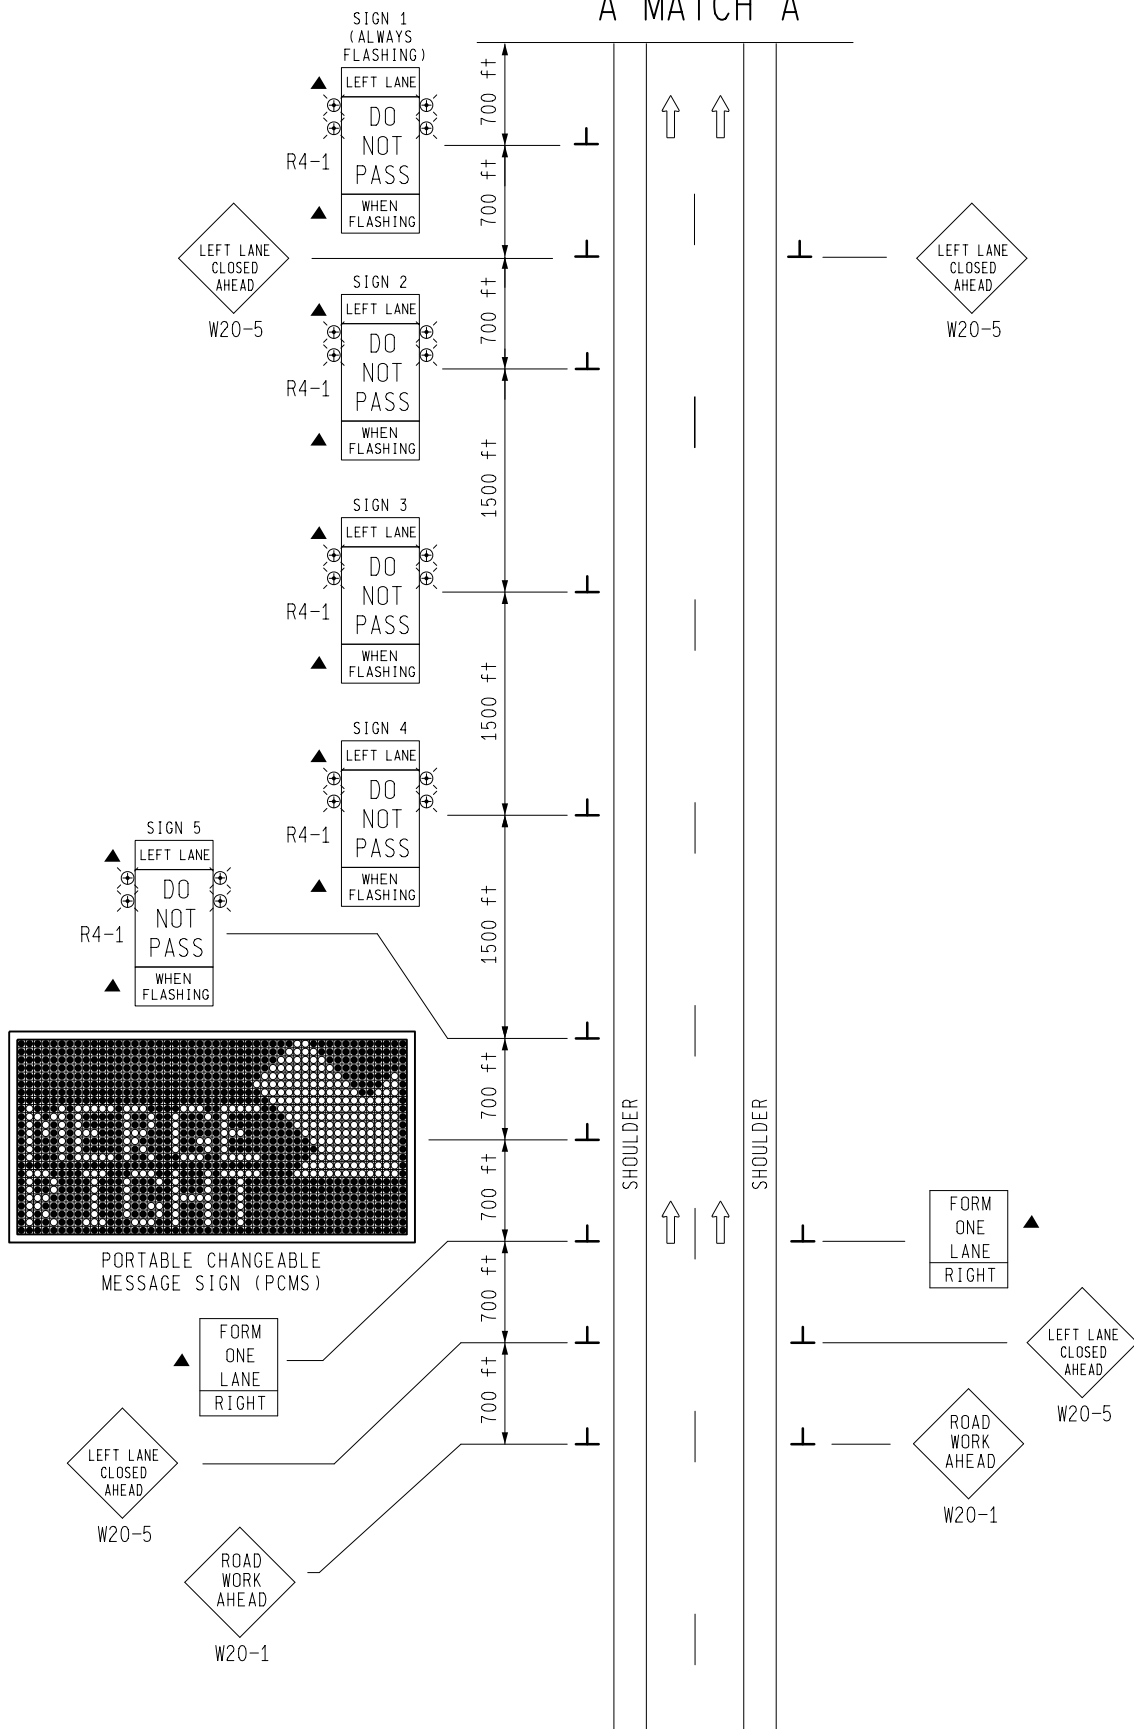 A MATCH A
SIGN 1
(ALWAYS
FLASHING)
LEFT LANE
DO
NOT
PASS
WHEN
FLASHING
R4-1
700 ft
700 ft
LEFT LANE
CLOSED
AHEAD
W20-5
LEFT LANE
CLOSED
AHEAD
W20-5
SIGN 2
LEFT LANE
DO
NOT
PASS
WHEN
FLASHING
R4-1
700 ft
1500 ft
SIGN 3
LEFT LANE
DO
NOT
PASS
WHEN
FLASHING
R4-1
1500 ft
SIGN 4
LEFT LANE
DO
NOT
PASS
WHEN
FLASHING
R4-1
1500 ft
SIGN 5
LEFT LANE
DO
NOT
PASS
WHEN
FLASHING
R4-1
700 ft
MERGE
RIGHT
PORTABLE CHANGEABLE
MESSAGE SIGN (PCMS)
SHOULDER
SHOULDER
700 ft
FORM
ONE
LANE
RIGHT
700 ft
FORM
ONE
LANE
RIGHT
LEFT LANE
CLOSED
AHEAD
W20-5
700 ft
LEFT LANE
CLOSED
AHEAD
W20-5
ROAD
WORK
AHEAD
W20-1
ROAD
WORK
AHEAD
W20-1